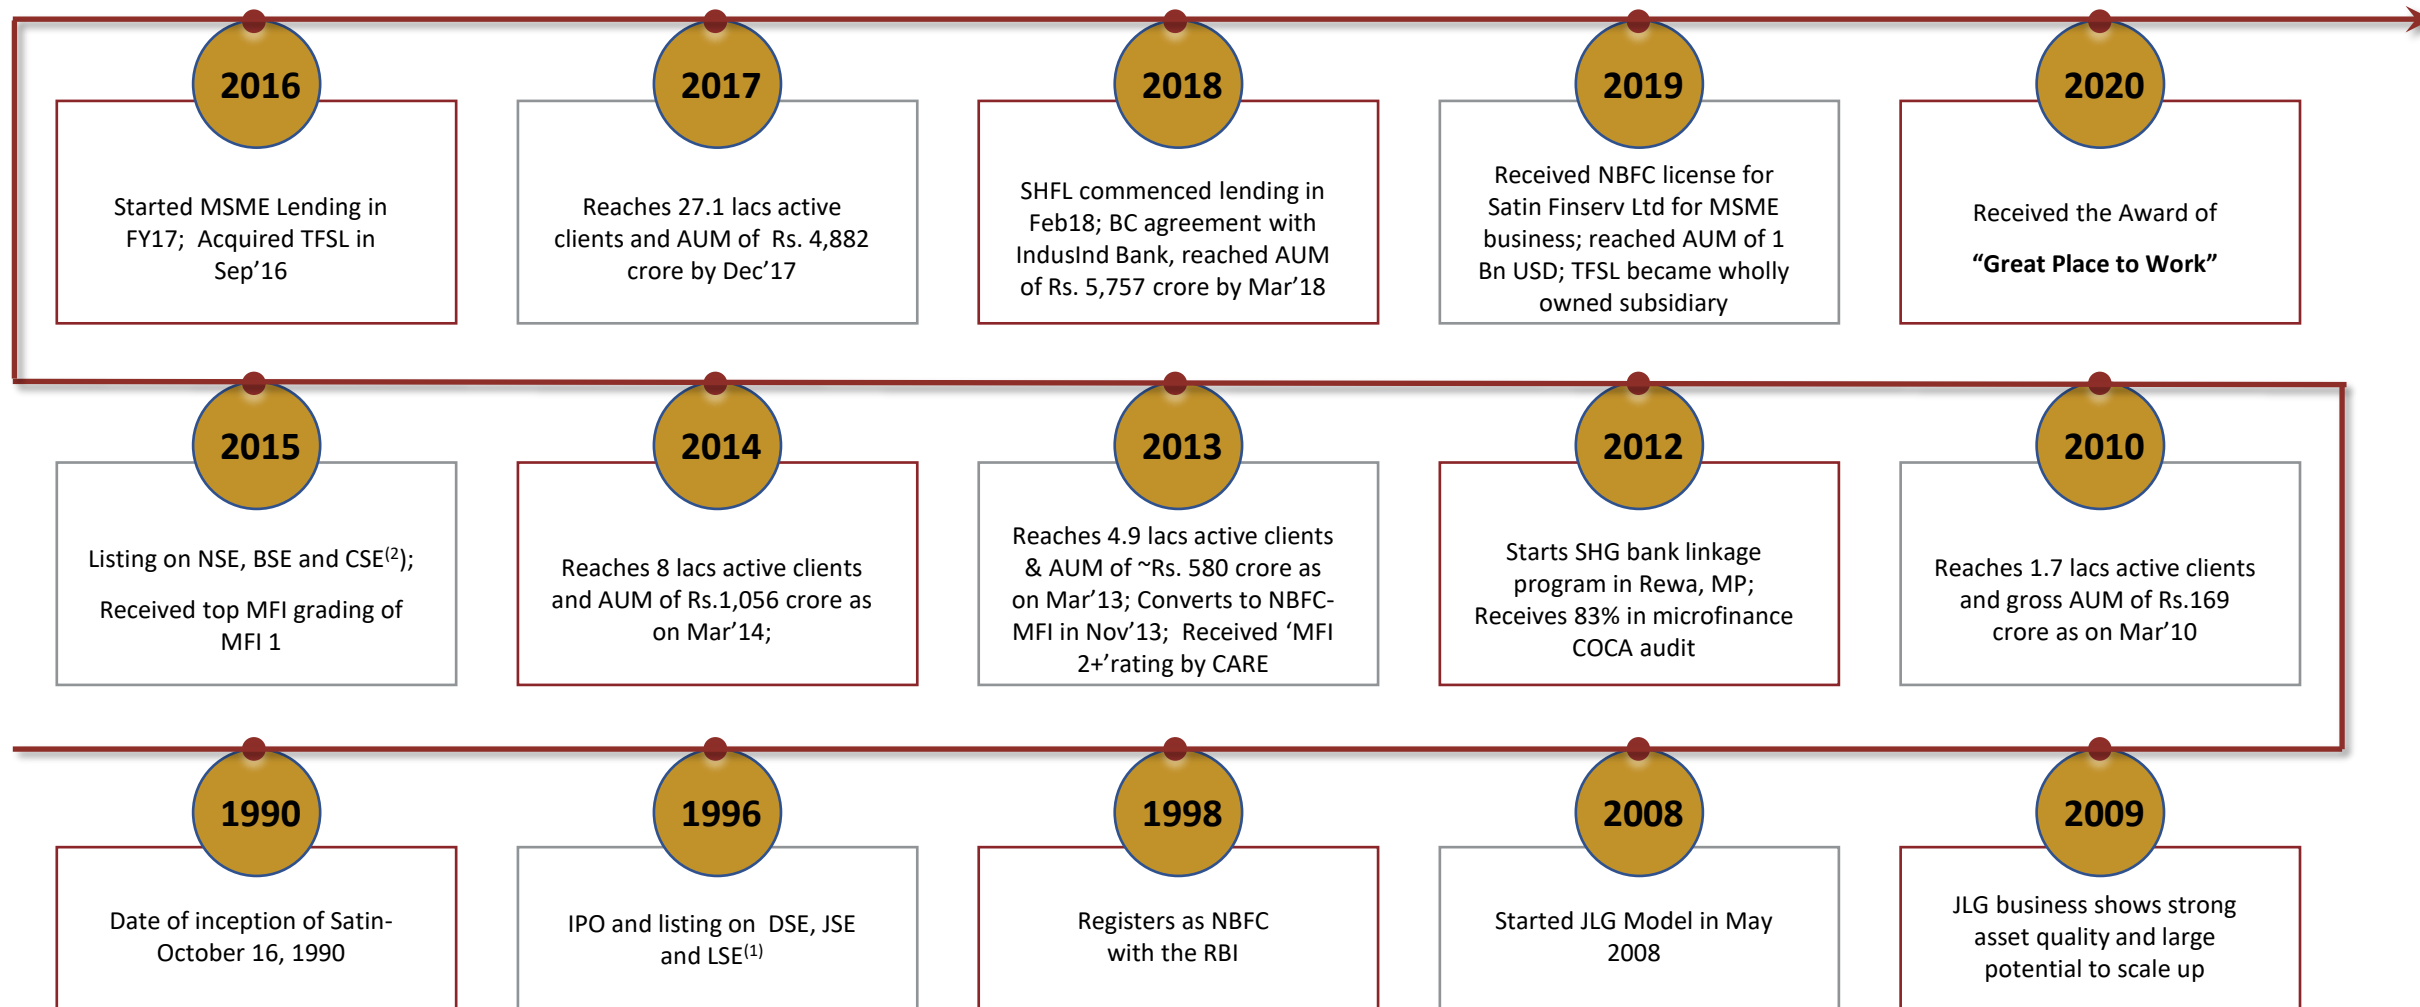 2016
Started MSME Lending in
FY17; Acquired TFSL in
Sep’16
2017
Reaches 27.1 lacs active
clients and AUM of Rs. 4,882
crore by Dec’17
2018
SHFL commenced lending in
Feb18; BC agreement with
IndusInd Bank, reached AUM
of Rs. 5,757 crore by Mar’18
2019
Received NBFC license for
Satin Finserv Ltd for MSME
business; reached AUM of 1
Bn USD; TFSL became wholly
owned subsidiary
2020
Received the Award of
“Great Place to Work”
2015
Listing on NSE, BSE and CSE(2);
Received top MFI grading of
MFI 1
2014
Reaches 8 lacs active clients
and AUM of Rs.1,056 crore as
on Mar’14;
2013
Reaches 4.9 lacs active clients
& AUM of ~Rs. 580 crore as
on Mar’13; Converts to NBFC-
MFI in Nov’13; Received ‘MFI
2+’rating by CARE
2012
Starts SHG bank linkage
program in Rewa, MP;
Receives 83% in microfinance
COCA audit
2010
Reaches 1.7 lacs active clients
and gross AUM of Rs.169
crore as on Mar’10
1990
Date of inception of Satin-
October 16, 1990
1996
IPO and listing on DSE, JSE
and LSE(1)
1998
Registers as NBFC
with the RBI
2008
Started JLG Model in May
2008
2009
JLG business shows strong
asset quality and large
potential to scale up